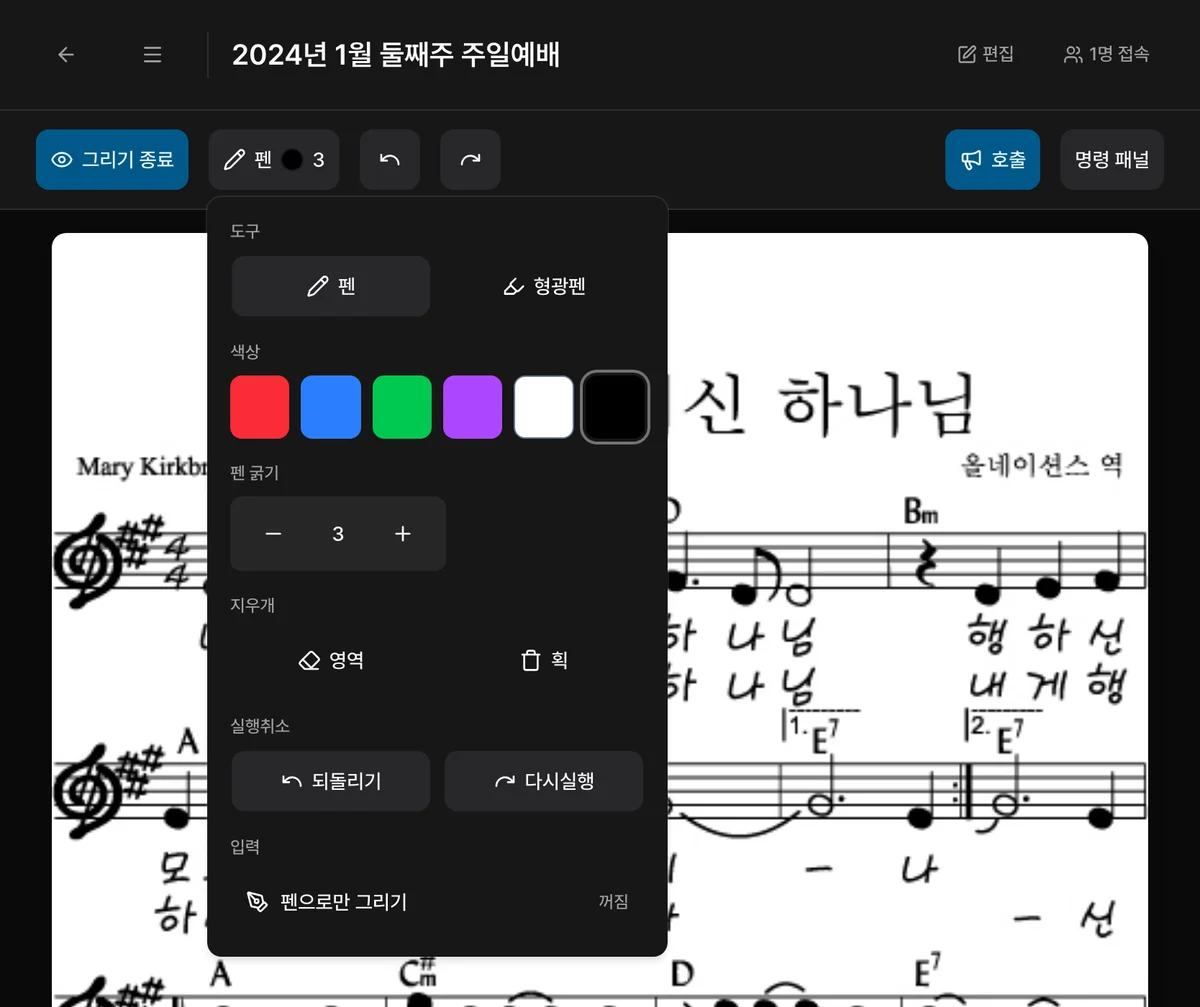 2024년 1월 둘째주 주일예배
편집
1명 접속
그리기 종료
펜 3
호출
명령 패널
도구
펜
형광펜
색상
펜 굵기
3
지우개
영역
획
실행취소
되돌리기
다시실행
입력
펜으로만 그리기
꺼짐
신 하나님
올네이션스 역
Bm
하 나 님 행 하 신
하 나 님 내 게 행
A 1. E7 2. E7
모 - 나
하 - 신
A C#m D E7